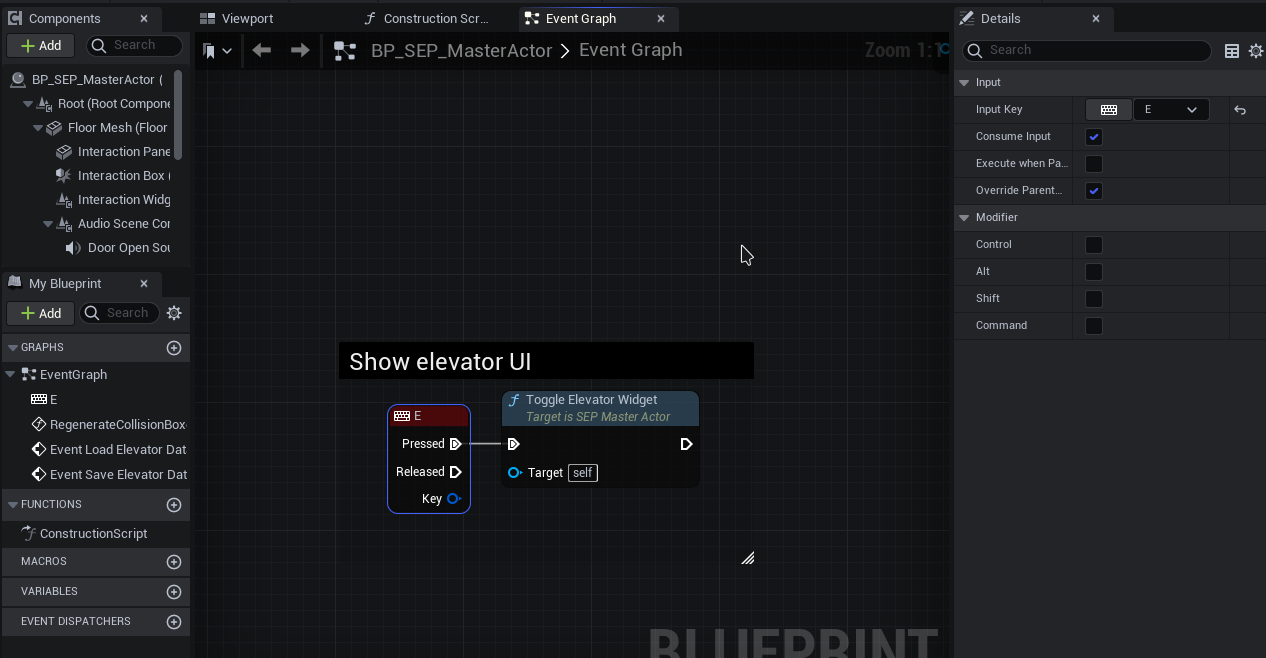 Components
Add
Search
BP_SEP_MasterActor (
Root (Root Compone
Floor Mesh (Floor
Interaction Pane
Interaction Box (
Interaction Widg
Audio Scene Cor
Door Open Sou
My Blueprint
Add
Search
GRAPHS
EventGraph
E
RegenerateCollisionBox
Event Load Elevator Dat
Event Save Elevator Dat
FUNCTIONS
ConstructionScript
MACROS
VARIABLES
EVENT DISPATCHERS
Viewport
Construction Scr...
Event Graph
BP_SEP_MasterActor > Event Graph
Zoom 1:1
Show elevator UI
E
Pressed
Released
Key
Toggle Elevator Widget
Target is SEP Master Actor
Target self
BLUEPRINT
Details
Search
Input
Input Key E
Consume Input
Execute when Pa...
Override Parent...
Modifier
Control
Alt
Shift
Command